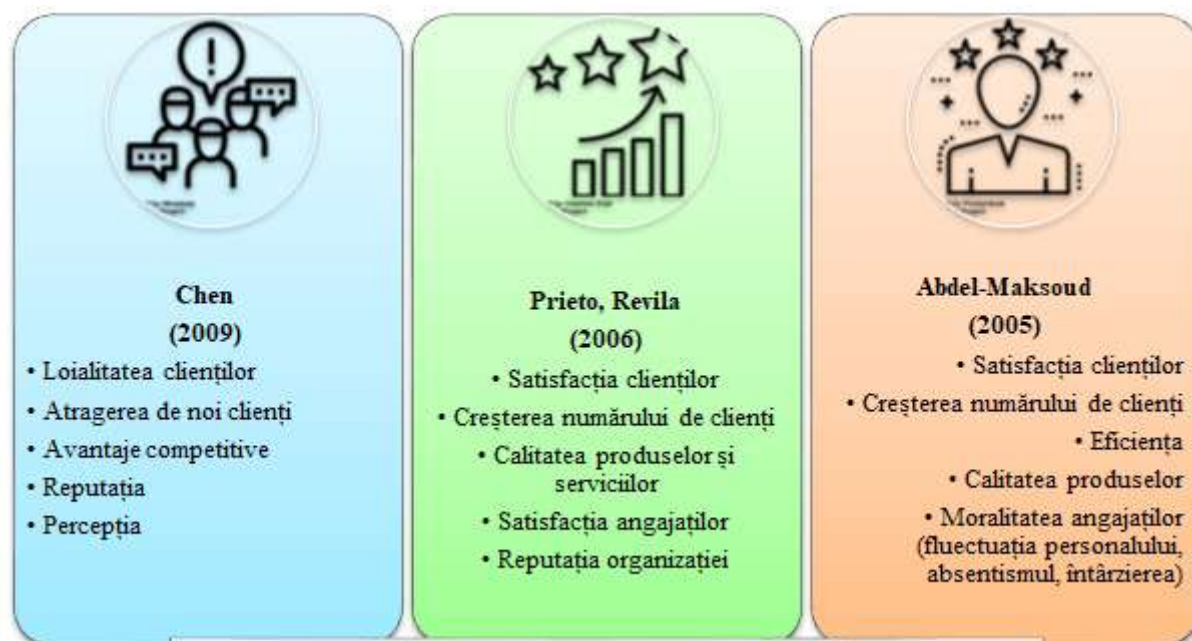 Chen
(2009)
• Loialitatea clienților
• Atragerea de noi clienți
• Avantaje competitive
• Reputația
• Percepția
Prieto, Revila
(2006)
• Satisfacția clienților
• Creșterea numărului de clienți
• Calitatea produselor și
serviciilor
• Satisfacția angajaților
• Reputația organizației
Abdel-Maksoud
(2005)
• Satisfacția clienților
• Creșterea numărului de clienți
• Eficiența
• Calitatea produselor
• Moralitatea angajaților
(fluectuația personalului,
absentismul, întârzierea)